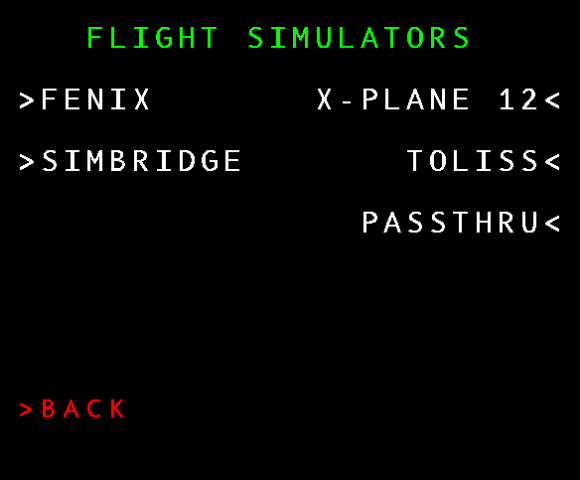 FLIGHT SIMULATORS
>FENIX X-PLANE 12<
>SIMBRIDGE TOLISS<
PASSTHRU<
>BACK